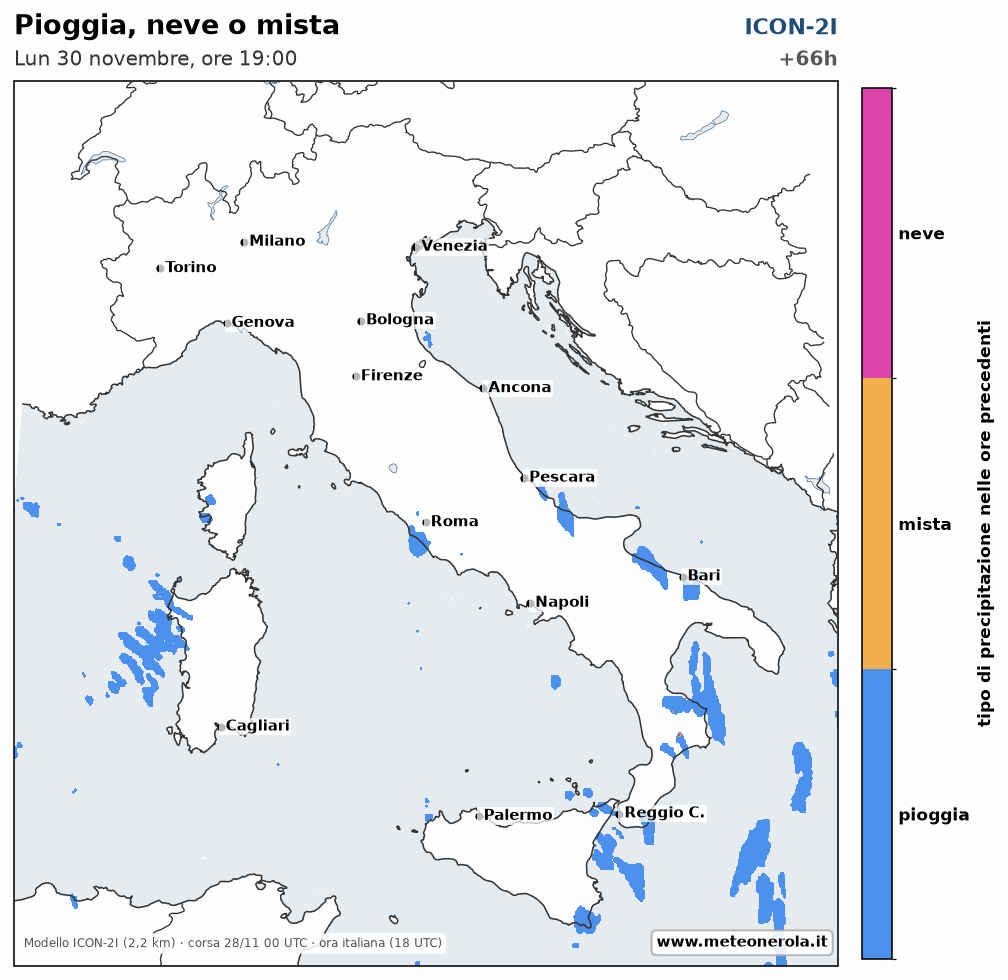 Pioggia, neve o mista
ICON-2I
Lun 30 novembre, ore 19:00
+66h
Milano
Venezia
Torino
Genova
Bologna
Firenze
Ancona
Pescara
Roma
Bari
Napoli
Cagliari
Palermo
Reggio C.
neve
mista
pioggia
tipo di precipitazione nelle ore precedenti
Modello ICON-2I (2,2 km) · corsa 28/11 00 UTC · ora italiana (18 UTC)
www.meteonerola.it